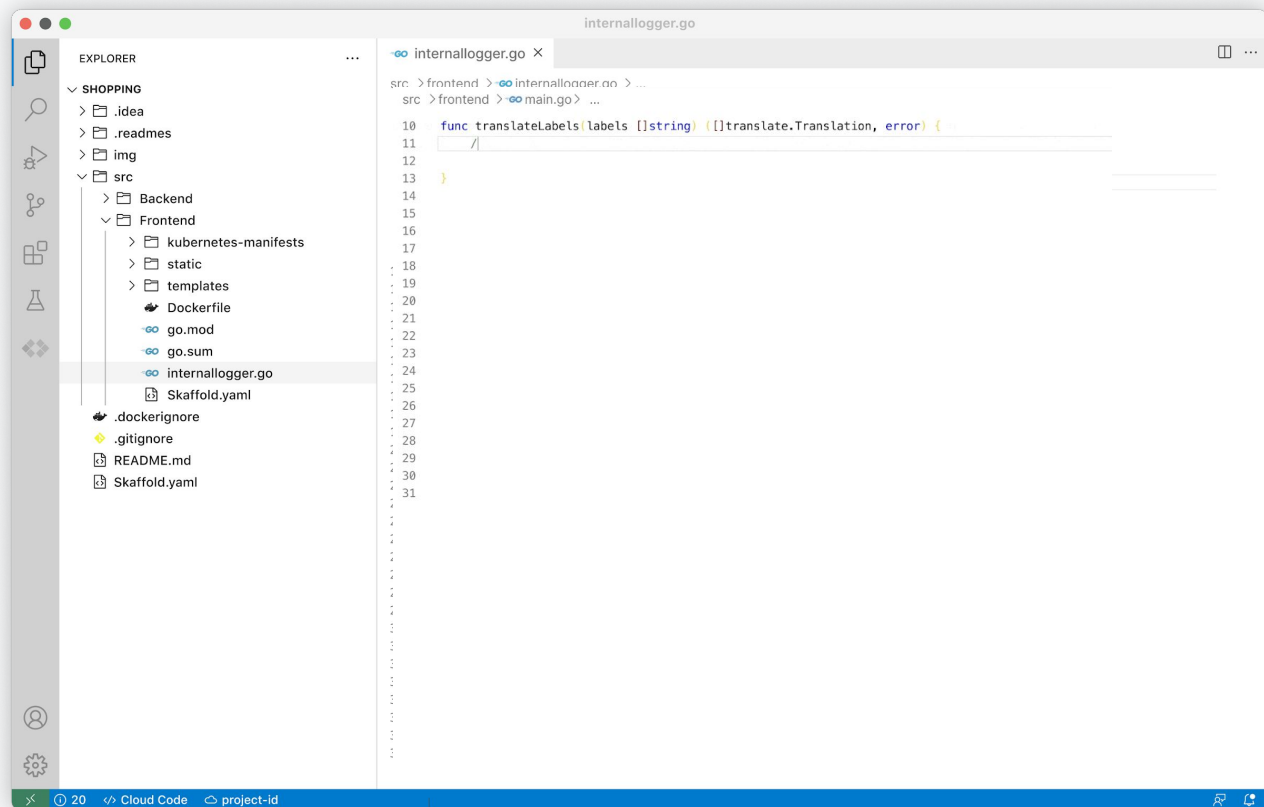 internallogger.go
EXPLORER
SHOPPING
.idea
.readmes
img
src
Backend
Frontend
kubernetes-manifests
static
templates
Dockerfile
go.mod
go.sum
internallogger.go
Skaffold.yaml
.dockerignore
.gitignore
README.md
Skaffold.yaml
internallogger.go
src > frontend > internallogger.go > ...
src > frontend > main.go > ...
10 func translateLabels(labels []string) ([]translate.Translation, error) {
11 /
12
13 }
14
15
16
17
18
19
20
21
22
23
24
25
26
27
28
29
30
31
20 Cloud Code project-id